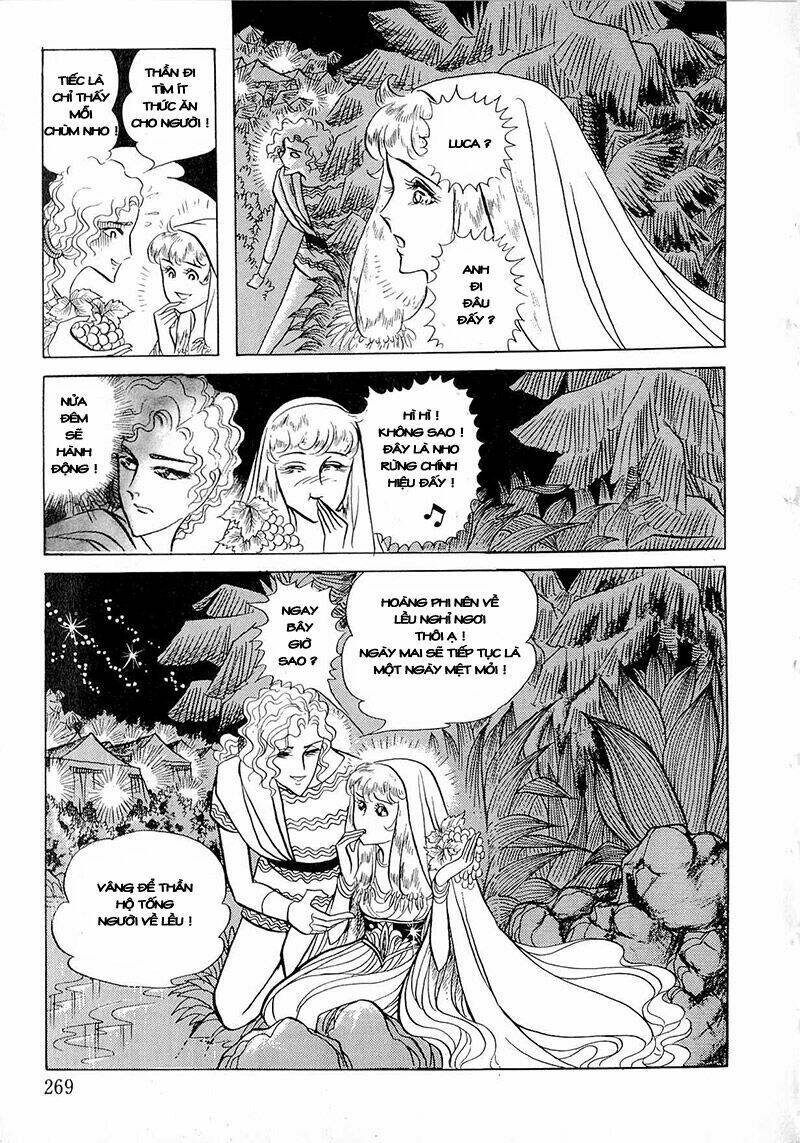 LUCA ?
ANH
ĐI
ĐÂU
ĐẤY ?
THẦN ĐI
TÌM ÍT
THỨC ĂN
CHO NGƯỜI !
TIẾC LÀ
CHỈ THẤY
MỖI
CHÙM NHO !
HÌ HÌ !
KHÔNG SAO !
ĐÂY LÀ NHO
RỪNG CHÍNH
HIỆU ĐẤY !
NỬA
ĐÊM
SẼ
HÀNH
ĐỘNG !
HOÀNG PHI NÊN VỀ
LỀU NGHỈ NGƠI
THÔI Ạ !
NGÀY MAI SẼ TIẾP TỤC LÀ
MỘT NGÀY MỆT MỎI !
NGAY
BÂY
GIỜ
SAO ?
VÂNG ĐỂ THẦN
HỘ TỐNG
NGƯỜI VỀ LỀU !
269